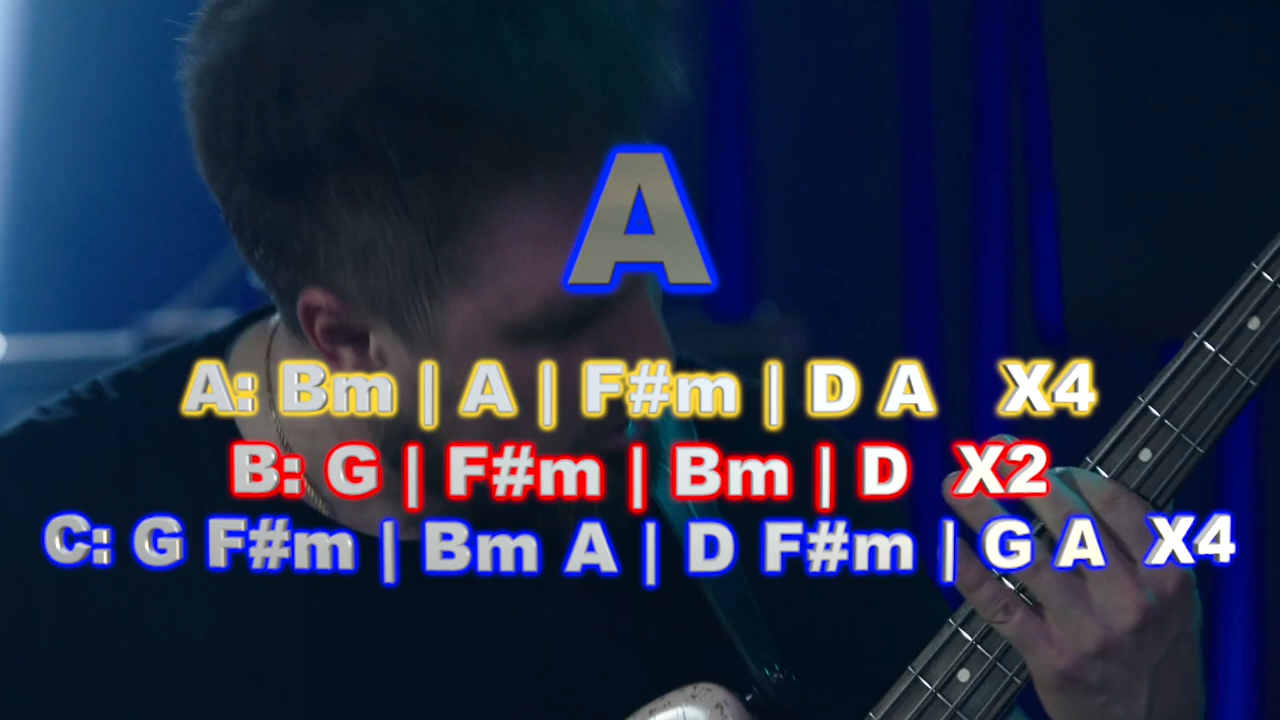 A
A: Bm | A | F#m | D A X4
B: G | F#m | Bm | D X2
C: G F#m | Bm A | D F#m | G A X4